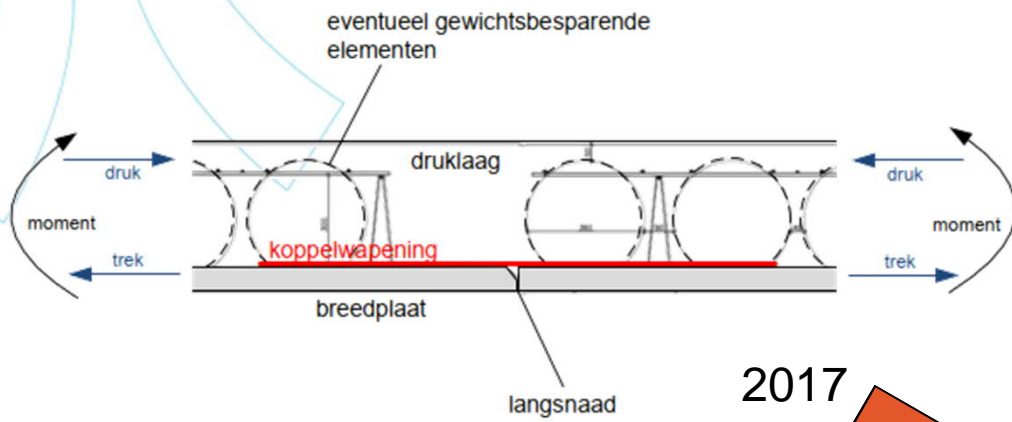 eventueel gewichtsbesparende
elementen
druklaag
druk
druk
moment
moment
koppelwapening
trek
trek
breedplaat
langsnaad
2017